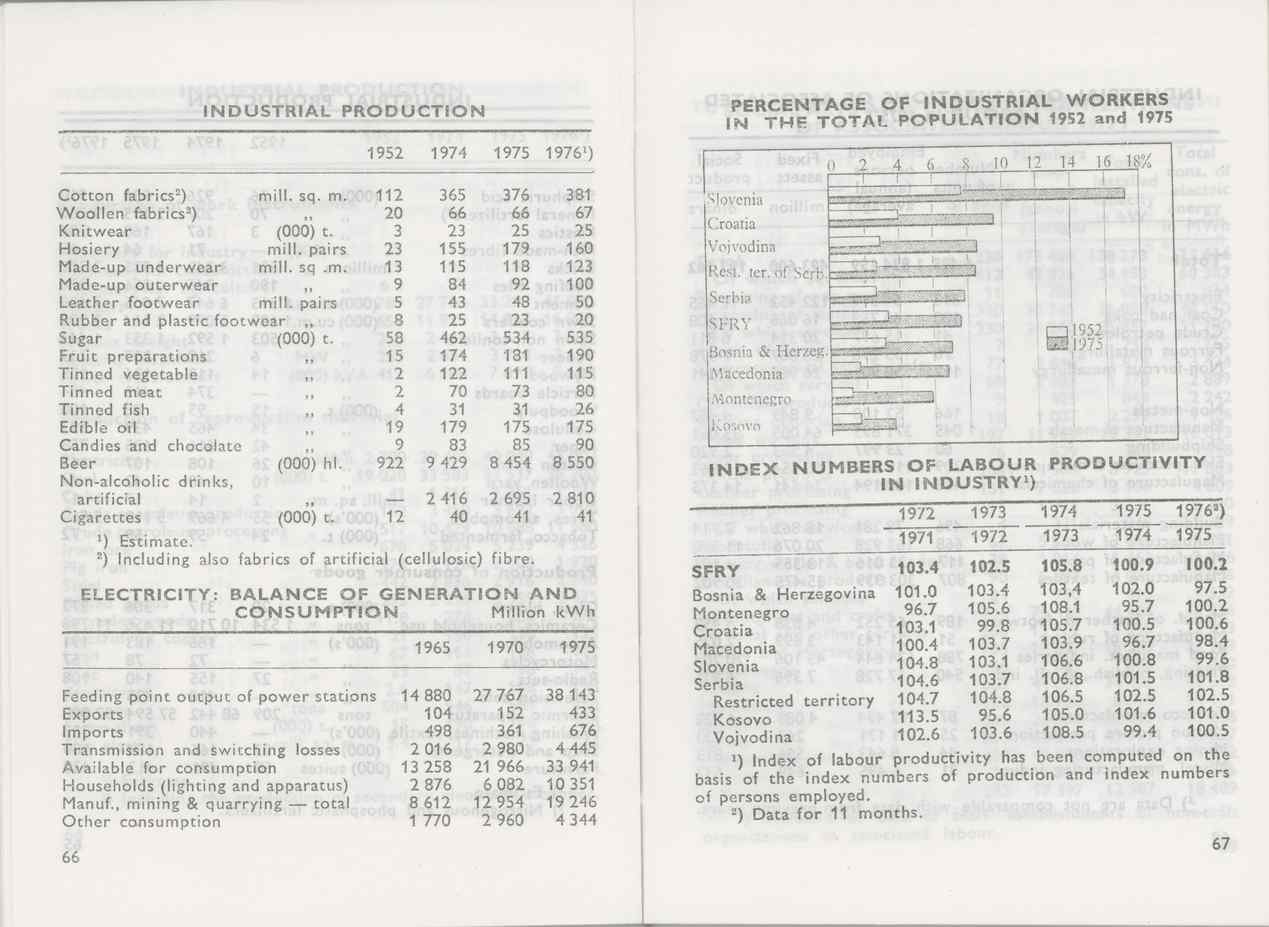 INDUSTRIAL PRODUCTION
1952 1974 1975 1976¹)
Cotton fabrics²) mill. sq. m. 112 365 376 381
Woollen fabrics²) „ 20 66 66 67
Knitwear (000) t. 3 23 25 25
Hosiery mill. pairs 23 155 179 160
Made-up underwear mill. sq .m. 13 115 118 123
Made-up outerwear „ 9 84 92 100
Leather footwear mill. pairs 5 43 48 50
Rubber and plastic footwear „ 8 25 23 20
Sugar (000) t. 58 462 534 535
Fruit preparations „ 15 174 181 190
Tinned vegetable „ 2 122 111 115
Tinned meat „ 2 70 73 80
Tinned fish „ 4 31 31 26
Edible oil „ 19 179 175 175
Candies and chocolate „ 9 83 85 90
Beer (000) hl. 922 9 429 8 454 8 550
Non-alcoholic drinks,
artificial „ — 2 416 2 695 2 810
Cigarettes (000) t. 12 40 41 41
¹) Estimate.
²) Including also fabrics of artificial (cellulosic) fibre.
ELECTRICITY: BALANCE OF GENERATION AND
CONSUMPTION Million kWh
1965 1970 1975
Feeding point output of power stations 14 880 27 767 38 143
Exports 104 152 433
Imports 498 361 676
Transmission and switching losses 2 016 2 980 4 445
Available for consumption 13 258 21 966 33 941
Households (lighting and apparatus) 2 876 6 082 10 351
Manuf., mining & quarrying — total 8 612 12 954 19 246
Other consumption 1 770 2 960 4 344
66
PERCENTAGE OF INDUSTRIAL WORKERS
IN THE TOTAL POPULATION 1952 and 1975
0 2 4 6 8 10 12 14 16 18%
Slovenia
Croatia
Vojvodina
Rest. ter. of Serb.
Serbia
SFRY
1952
1975
Bosnia & Herzeg.
Macedonia
Montenegro
Kosovo
INDEX NUMBERS OF LABOUR PRODUCTIVITY
IN INDUSTRY¹)
1972 1973 1974 1975 1976²)
1971 1972 1973 1974 1975
SFRY 103.4 102.5 105.8 100.9 100.2
Bosnia & Herzegovina 101.0 103.4 103,4 102.0 97.5
Montenegro 96.7 105.6 108.1 95.7 100.2
Croatia 103.1 99.8 105.7 100.5 100.6
Macedonia 100.4 103.7 103.9 96.7 98.4
Slovenia 104.8 103.1 106.6 100.8 99.6
Serbia 104.6 103.7 106.8 101.5 101.8
Restricted territory 104.7 104.8 106.5 102.5 102.5
Kosovo 113.5 95.6 105.0 101.6 101.0
Vojvodina 102.6 103.6 108.5 99.4 100.5
¹) Index of labour productivity has been computed on the
basis of the index numbers of production and index numbers
of persons employed.
²) Data for 11 months.
67